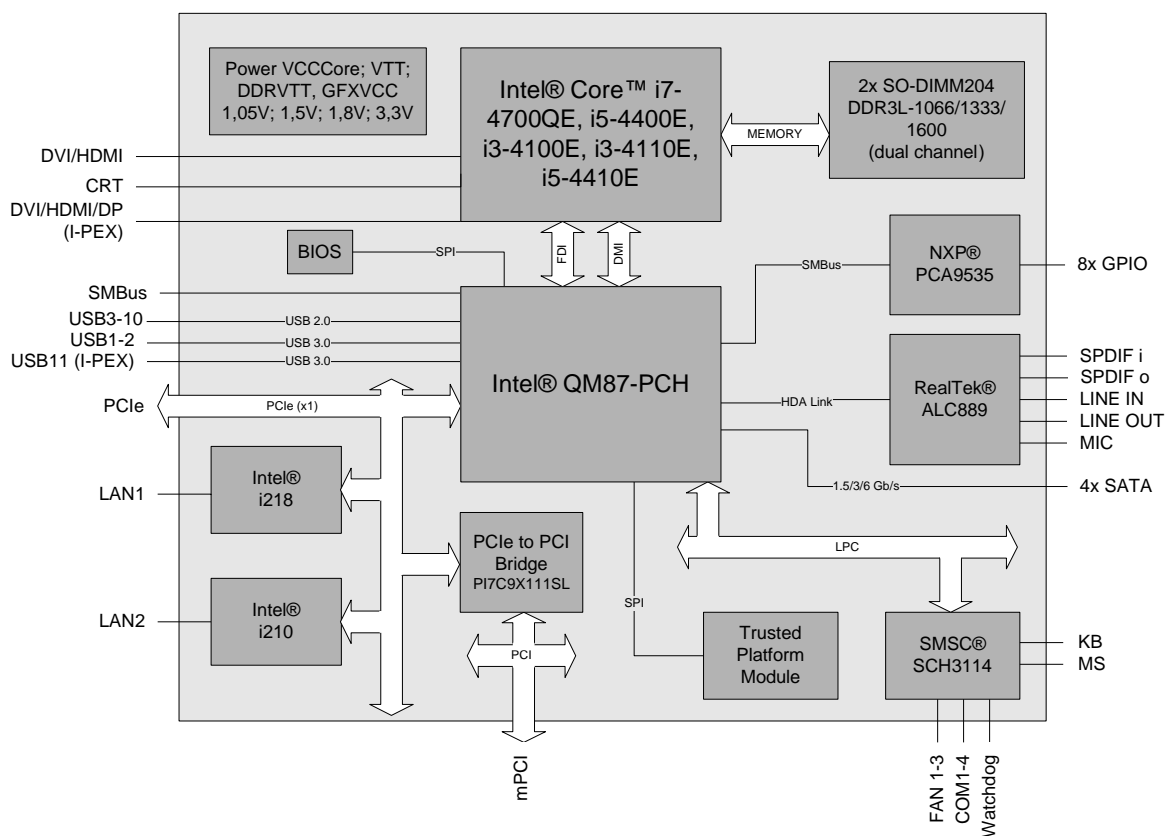 Power VCCCore; VTT;
DDRVTT, GFXVCC
1,05V; 1,5V; 1,8V; 3,3V
Intel® Core™ i7-
4700QE, i5-4400E,
i3-4100E, i3-4110E,
i5-4410E
MEMORY
2x SO-DIMM204
DDR3L-1066/1333/
1600
(dual channel)
DVI/HDMI
CRT
DVI/HDMI/DP
(I-PEX)
BIOS
SPI
FDI
DMI
SMBus
NXP®
PCA9535
8x GPIO
SMBus
USB3-10
USB 2.0
USB1-2
USB 3.0
USB11 (I-PEX)
USB 3.0
Intel® QM87-PCH
PCIe
PCIe (x1)
HDA Link
RealTek®
ALC889
SPDIF i
SPDIF o
LINE IN
LINE OUT
MIC
1.5/3/6 Gb/s
4x SATA
LAN1
Intel®
i218
LPC
PCIe to PCI
Bridge
PI7C9X111SL
LAN2
Intel®
i210
SPI
PCI
Trusted
Platform
Module
SMSC®
SCH3114
KB
MS
mPCI
FAN 1-3
COM1-4
Watchdog